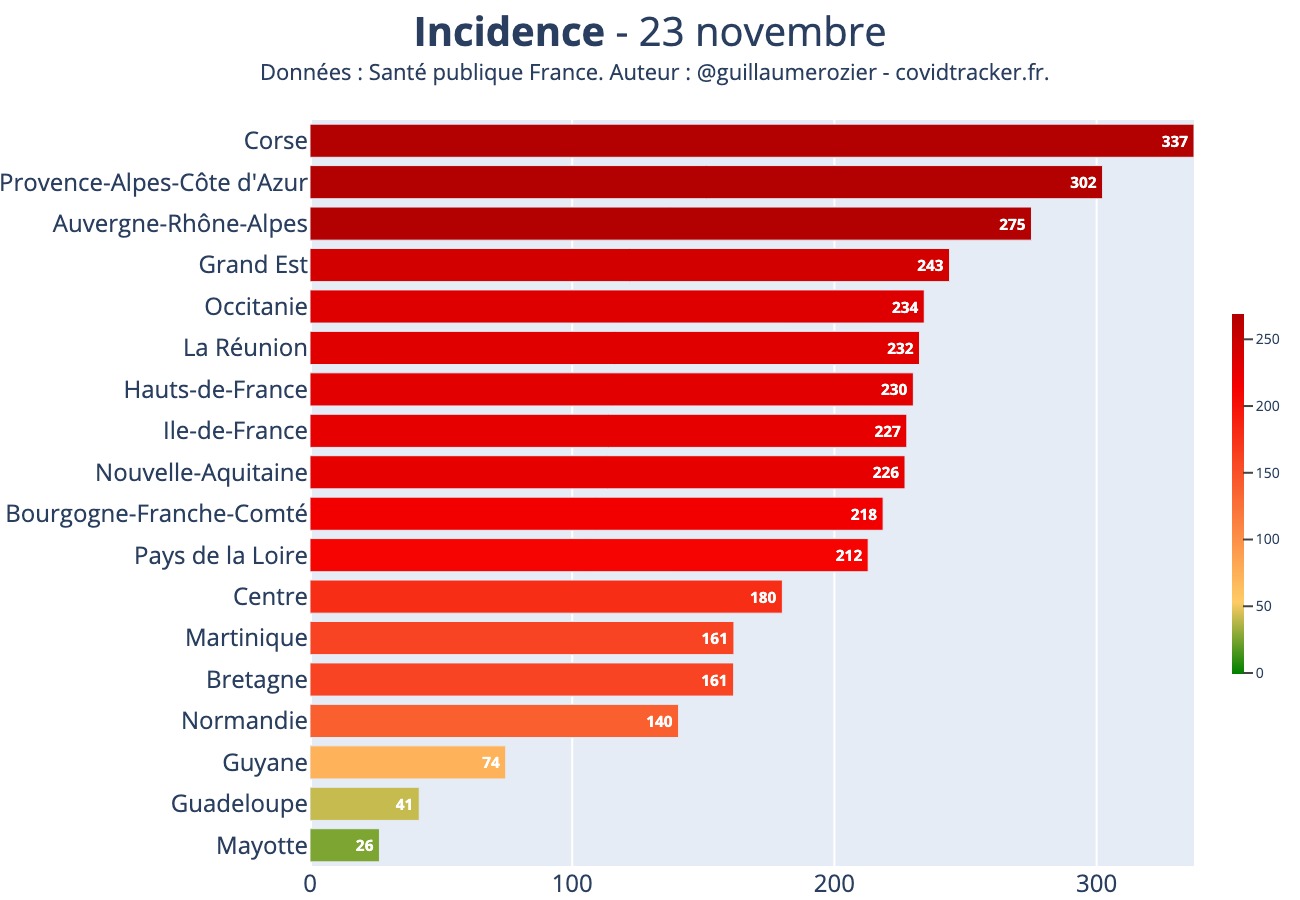 Incidence - 23 novembre
Données : Santé publique France. Auteur : @guillaumerozier - covidtracker.fr.
Corse 337
Provence-Alpes-Côte d'Azur 302
Auvergne-Rhône-Alpes 275
Grand Est 243
Occitanie 234
La Réunion 232
Hauts-de-France 230
Ile-de-France 227
Nouvelle-Aquitaine 226
Bourgogne-Franche-Comté 218
Pays de la Loire 212
Centre 180
Martinique 161
Bretagne 161
Normandie 140
Guyane 74
Guadeloupe 41
Mayotte 26
0 100 200 300
250
200
150
100
50
0